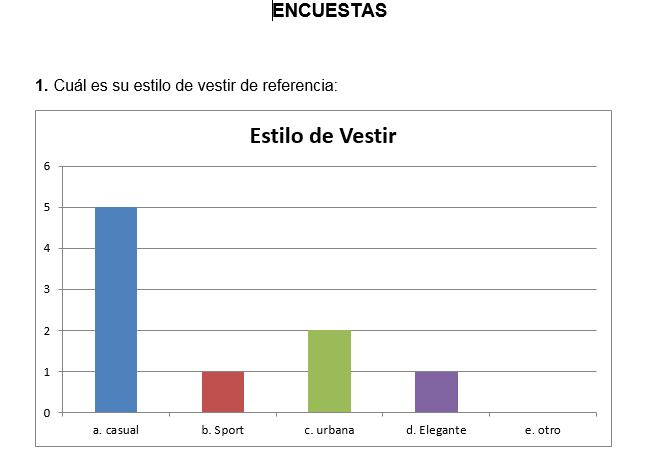 ENCUESTAS
1. Cuál es su estilo de vestir de referencia:
Estilo de Vestir
6
5
4
3
2
1
0
a. casual b. Sport c. urbana d. Elegante e. otro